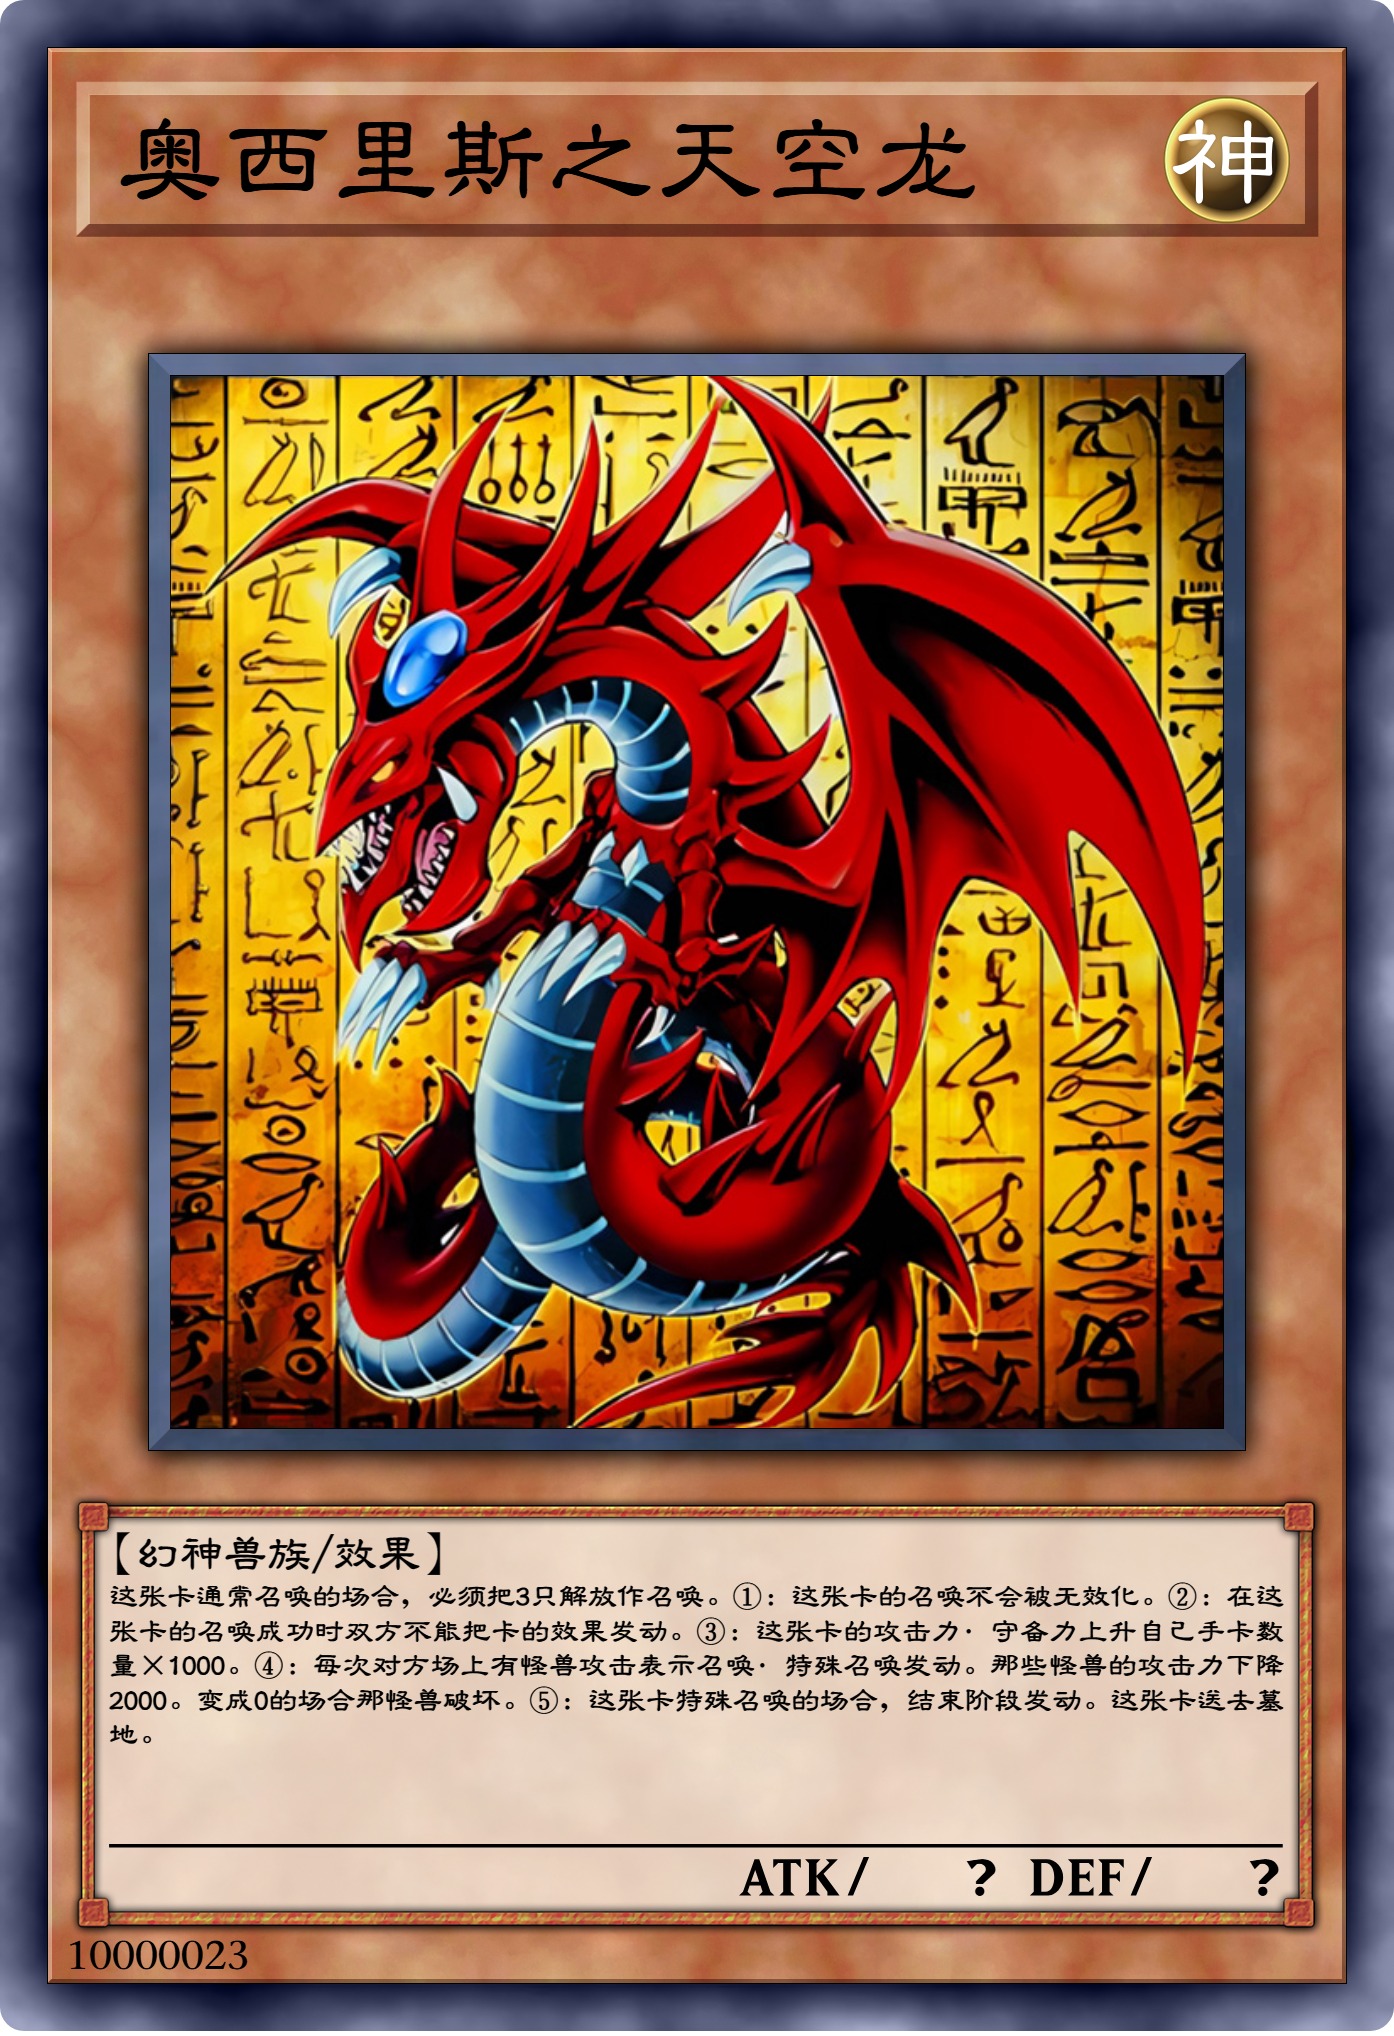 奥西里斯之天空龙
神
【幻神兽族/效果】
这张卡通常召唤的场合，必须把3只解放作召唤。①：这张卡的召唤不会被无效化。②：在这
张卡的召唤成功时双方不能把卡的效果发动。③：这张卡的攻击力·守备力上升自己手卡数
量×1000。④：每次对方场上有怪兽攻击表示召唤·特殊召唤发动。那些怪兽的攻击力下降
2000。变成0的场合那怪兽破坏。⑤：这张卡特殊召唤的场合，结束阶段发动。这张卡送去墓
地。
ATK/ ? DEF/ ?
10000023